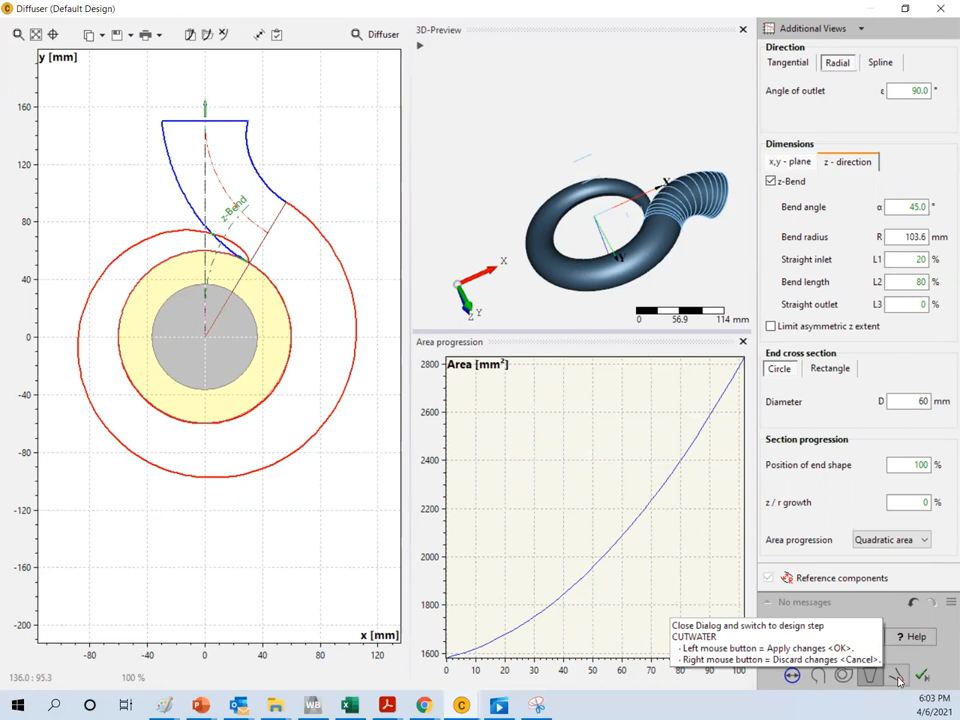 Diffuser (Default Design)
Diffuser
y [mm]
160
120
80
40
0
-40
-80
-120
-160
-200
z-Bend
x [mm]
-80
-40
0
40
80
120
136.0 : 95.3
100 %
3D-Preview
X
Y
X
Z
Y
0
56.9
114 mm
Area progression
Area [mm²]
2800
2600
2400
2200
2000
1800
1600
0
10
20
30
40
50
60
70
80
90
100
Additional Views
Direction
Tangential
Radial
Spline
Angle of outlet
ε
90.0
°
Dimensions
x,y - plane
z - direction
z-Bend
Bend angle
α
45.0
°
Bend radius
R
103.6
mm
Straight inlet
L1
20
%
Bend length
L2
80
%
Straight outlet
L3
0
%
Limit asymmetric z extent
End cross section
Circle
Rectangle
Diameter
D
60
mm
Section progression
Position of end shape
100
%
z / r growth
0
%
Area progression
Quadratic area
Reference components
No messages
? Help
Close Dialog and switch to design step
CUTWATER
· Left mouse button = Apply changes <OK>.
· Right mouse button = Discard changes <Cancel>.
6:03 PM
4/6/2021